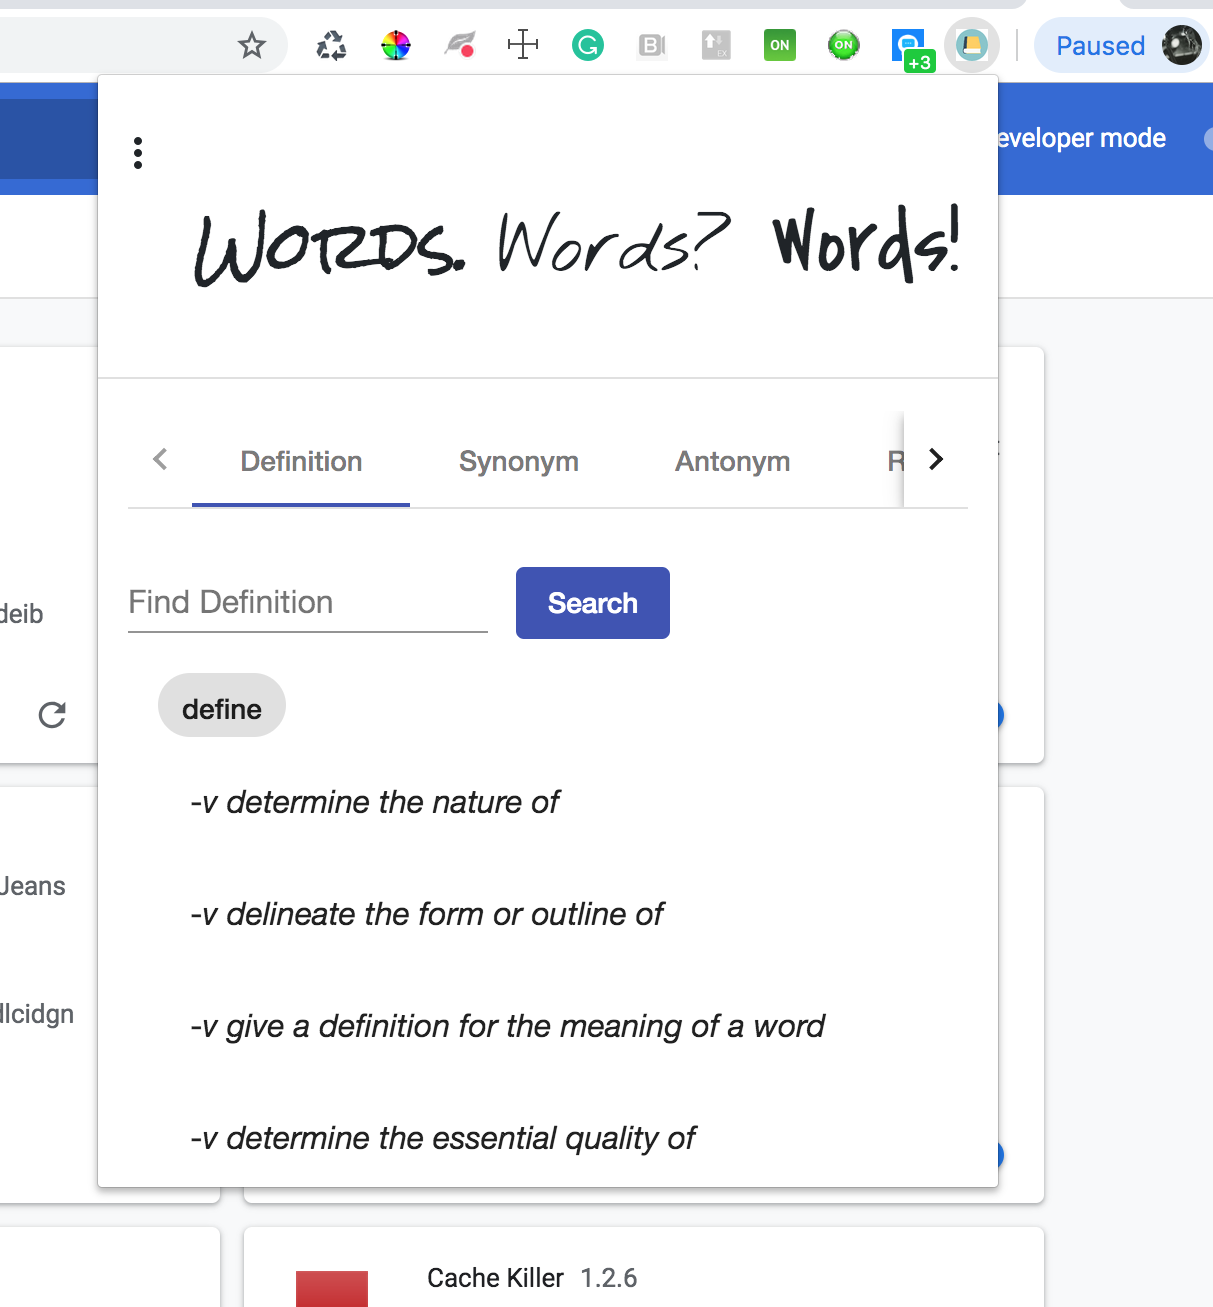 G
B
EX
ON
ON
+3
Paused
eveloper mode
WORDS. Words? Words!
Definition Synonym Antonym R
Find Definition Search
deib
define
-v determine the nature of
Jeans
-v delineate the form or outline of
dlcidgn
-v give a definition for the meaning of a word
-v determine the essential quality of
Cache Killer 1.2.6